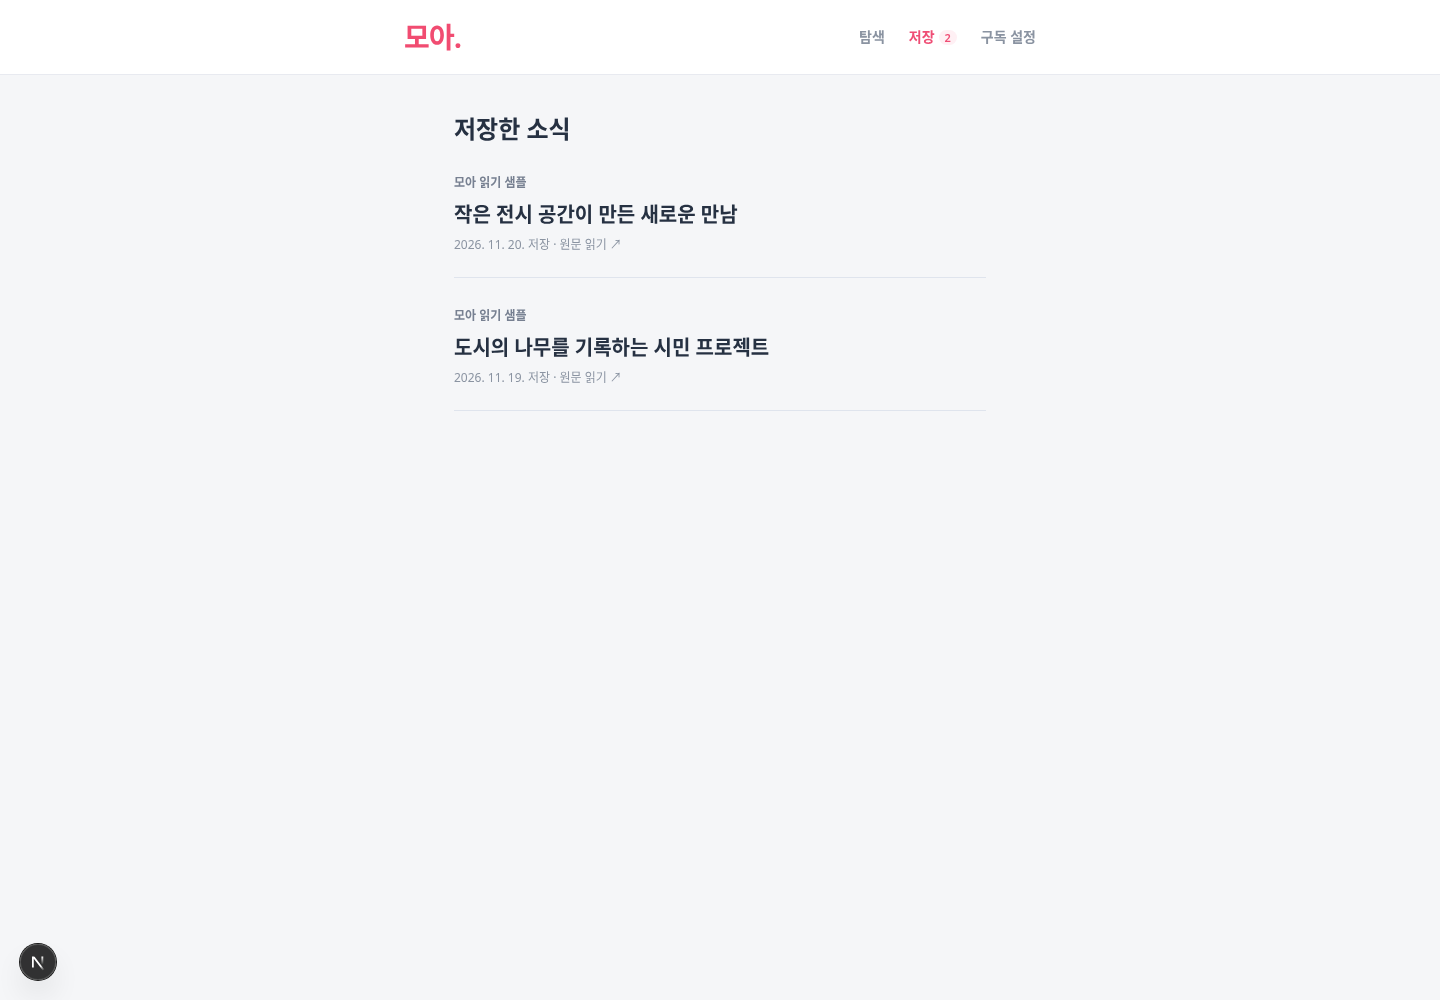 모아.
탐색
저장 2
구독 설정
저장한 소식
모아 읽기 샘플
작은 전시 공간이 만든 새로운 만남
2026. 11. 20. 저장 · 원문 읽기 ↗
모아 읽기 샘플
도시의 나무를 기록하는 시민 프로젝트
2026. 11. 19. 저장 · 원문 읽기 ↗
N